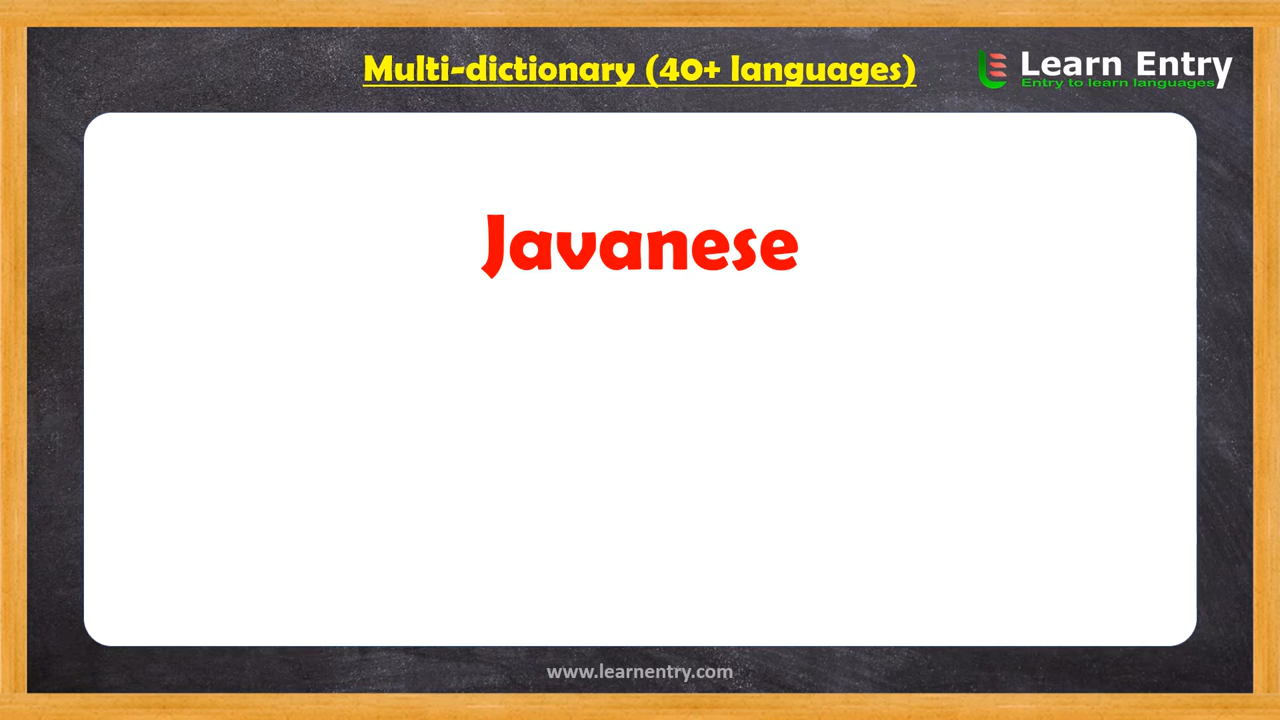 Multi-dictionary (40+ languages)
Learn Entry
Entry to learn languages
Javanese
www.learnentry.com